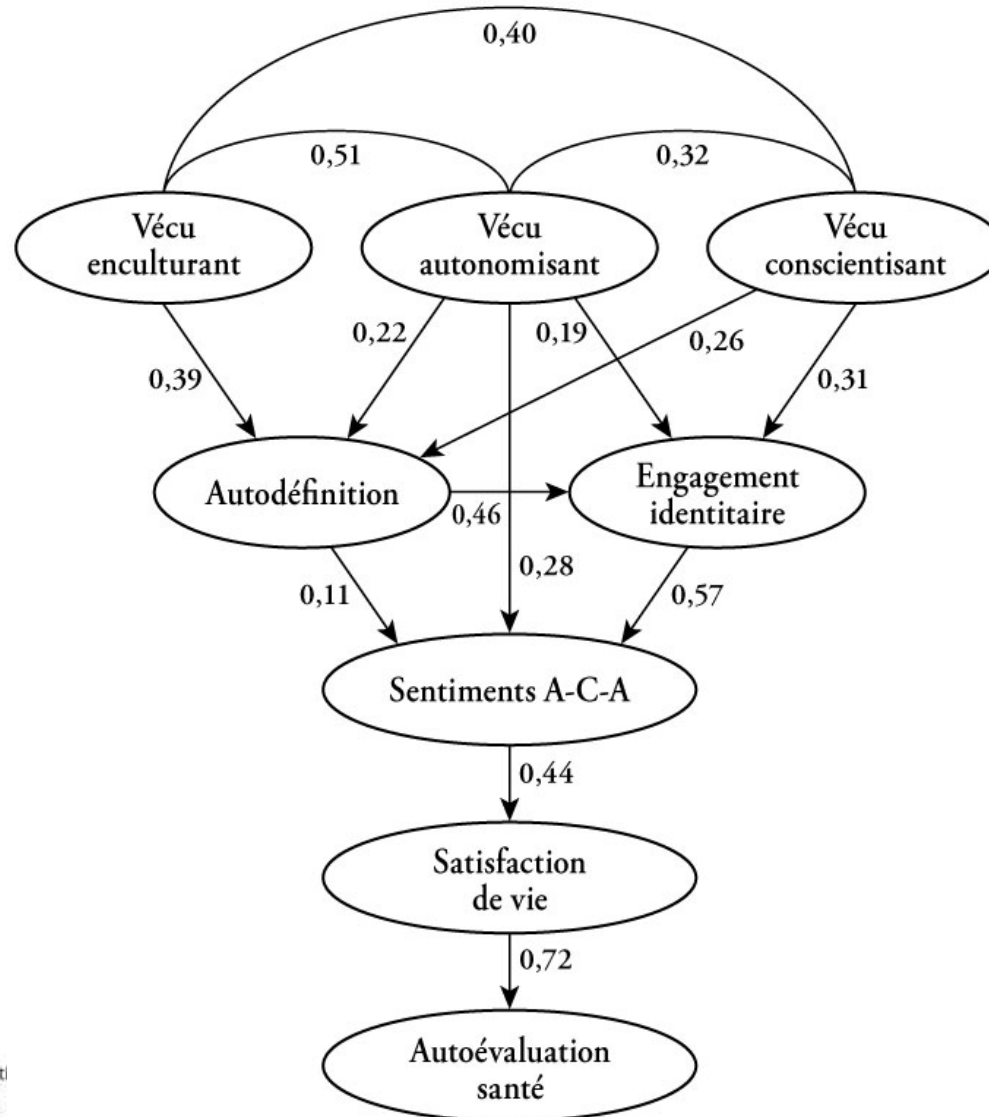 0,40
0,51
0,32
Vécu
enculturant
Vécu
autonomisant
Vécu
conscientisant
0,22
0,19
0,26
0,39
0,31
Autodéfinition
Engagement
identitaire
0,46
0,28
0,11
0,57
Sentiments A-C-A
0,44
Satisfaction
de vie
0,72
Autoévaluation
santé